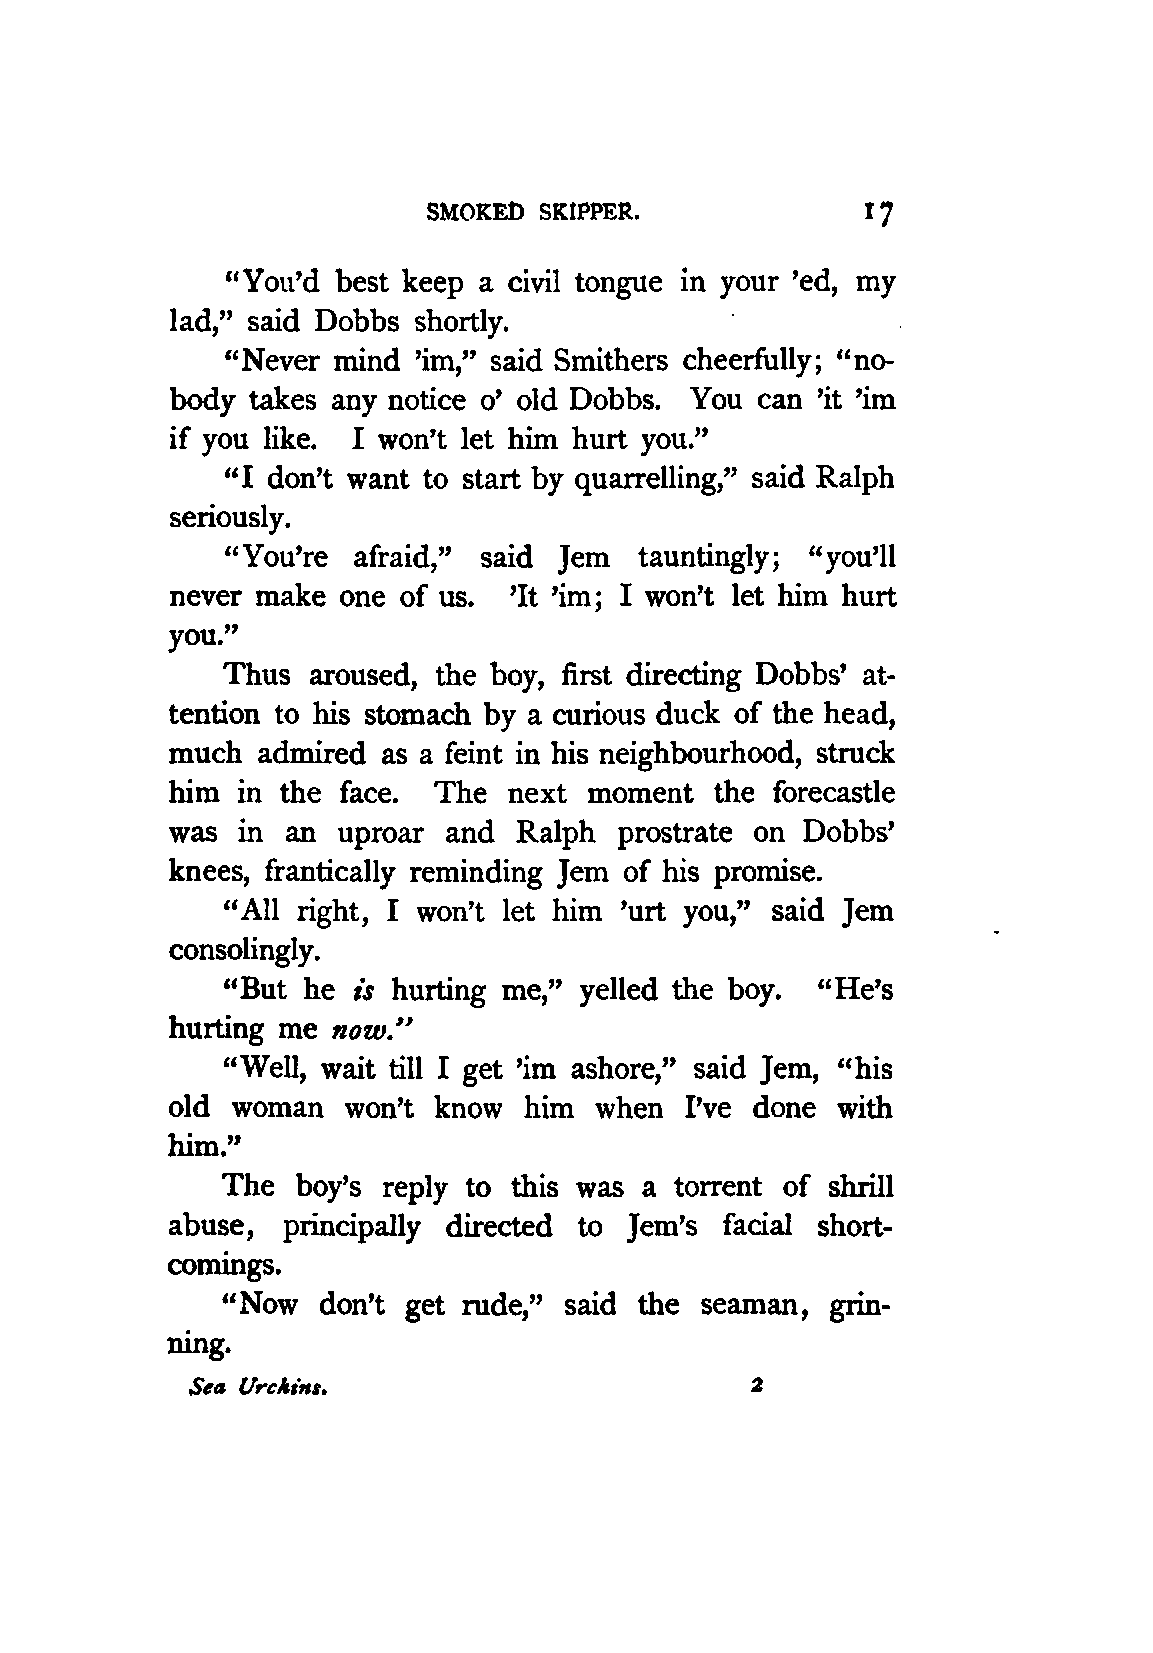 SMOKED SKIPPER. 17
“You’d best keep a civil tongue in your ’ed, my
lad,” said Dobbs shortly.
“Never mind ’im,” said Smithers cheerfully; “no-
body takes any notice o’ old Dobbs. You can ’it ’im
if you like. I won’t let him hurt you.”
“I don’t want to start by quarrelling,” said Ralph
seriously.
“You’re afraid,” said Jem tauntingly; “you’ll
never make one of us. ’It ’im; I won’t let him hurt
you.”
Thus aroused, the boy, first directing Dobbs’ at-
tention to his stomach by a curious duck of the head,
much admired as a feint in his neighbourhood, struck
him in the face. The next moment the forecastle
was in an uproar and Ralph prostrate on Dobbs’
knees, frantically reminding Jem of his promise.
“All right, I won’t let him ’urt you,” said Jem
consolingly.
“But he is hurting me,” yelled the boy. “He’s
hurting me now.”
“Well, wait till I get ’im ashore,” said Jem, “his
old woman won’t know him when I’ve done with
him.”
The boy’s reply to this was a torrent of shrill
abuse, principally directed to Jem’s facial short-
comings.
“Now don’t get rude,” said the seaman, grin-
ning.
Sea Urchins. 2